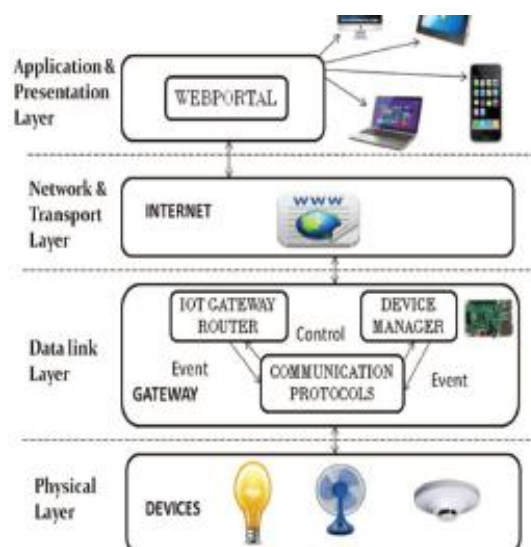 Application &
Presentation
Layer
WEBPORTAL
Network &
Transport
Layer
INTERNET
WWW
Data link
Layer
IOT GATEWAY
ROUTER
DEVICE
MANAGER
Control
Event
COMMUNICATION
PROTOCOLS
Event
GATEWAY
Physical
Layer
DEVICES